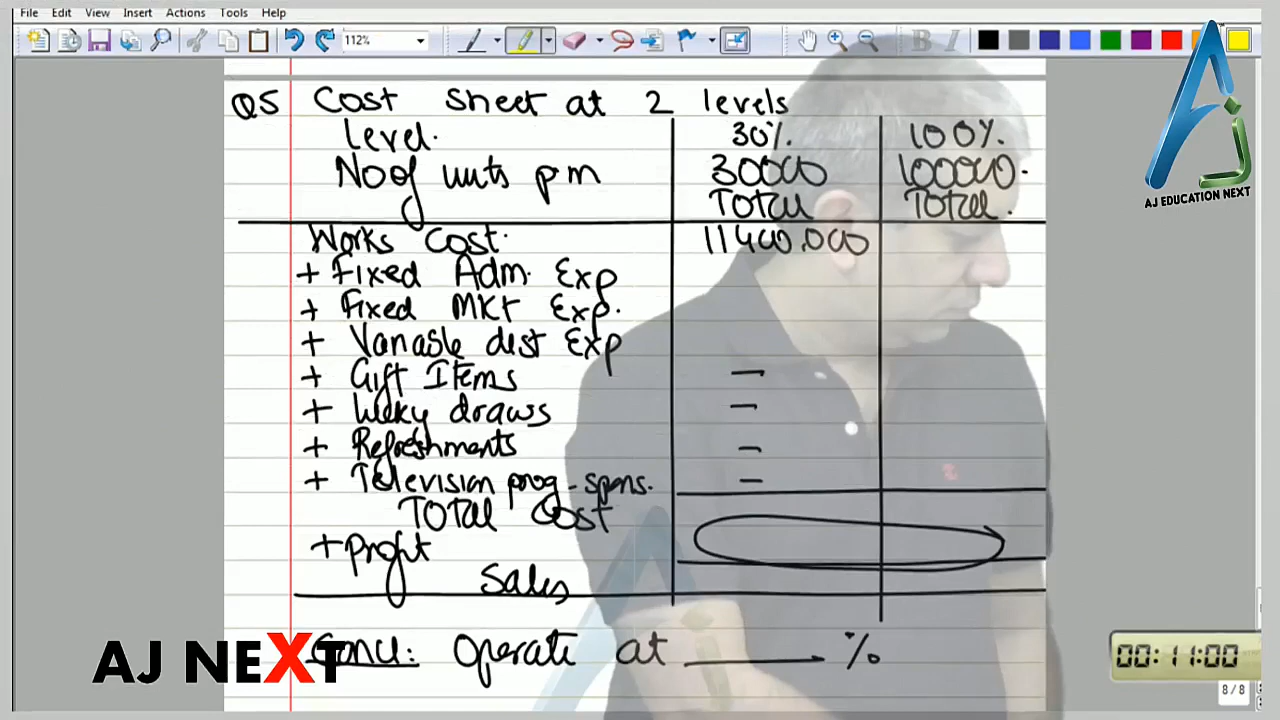 File Edit View Insert Actions Tools Help
112%
B I
AJ EDUCATION NEXT
Q5 Cost Sheet at 2 levels
Level. 30% 100%.
No of units pm 30000 100000.
Total Total.
Works Cost. 11400.000
+ Fixed Adm. Exp
+ Fixed MKT Exp.
+ Variable dist Exp
+ Gift Items —
+ Lucky draws —
+ Refreshments —
+ Television prog - spons. —
TOTAL Cost
+ Profit
Sales
AJ NEXT
Concl: Operate at ______ %
00:11:00
8/8